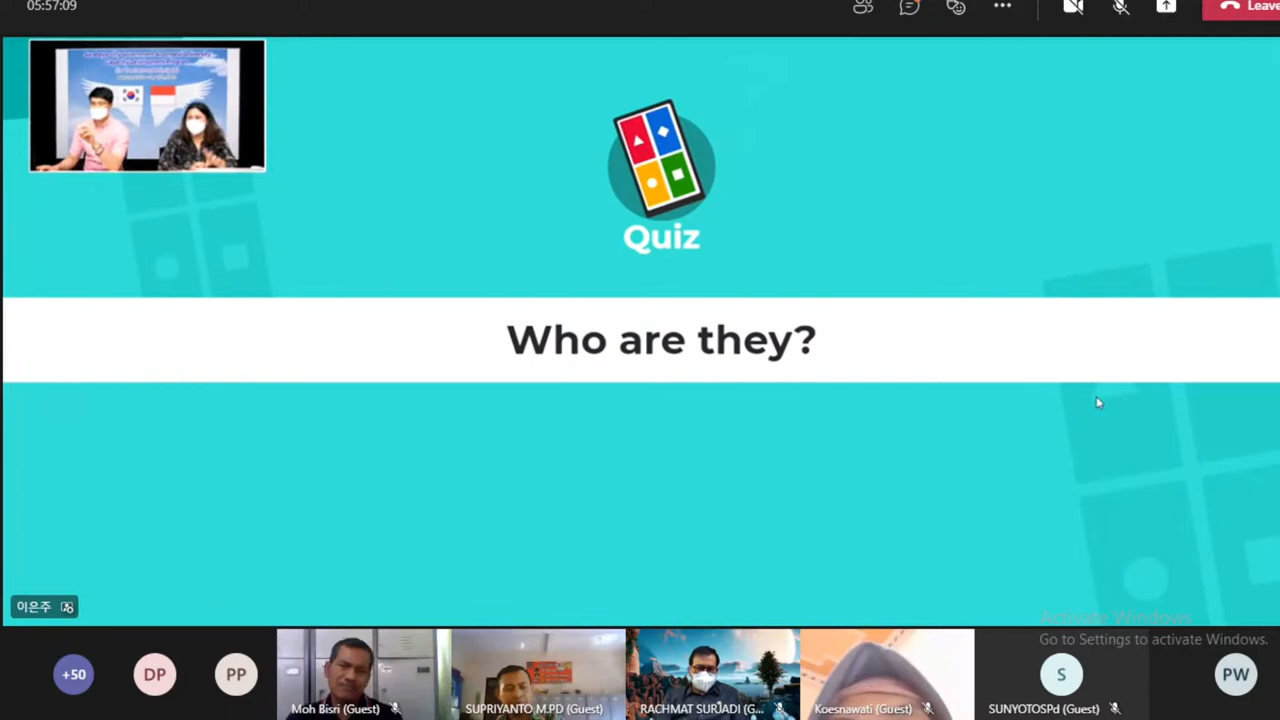 05:57:09
Leave
Quiz
Who are they?
이은주
Activate Windows
Go to Settings to activate Windows.
+50
DP
PP
Moh Bisri (Guest)
SUPRIYANTO M.PD (Guest)
RACHMAT SURJADI (G...
Koesnawati (Guest)
S
SUNYOTOSPd (Guest)
PW